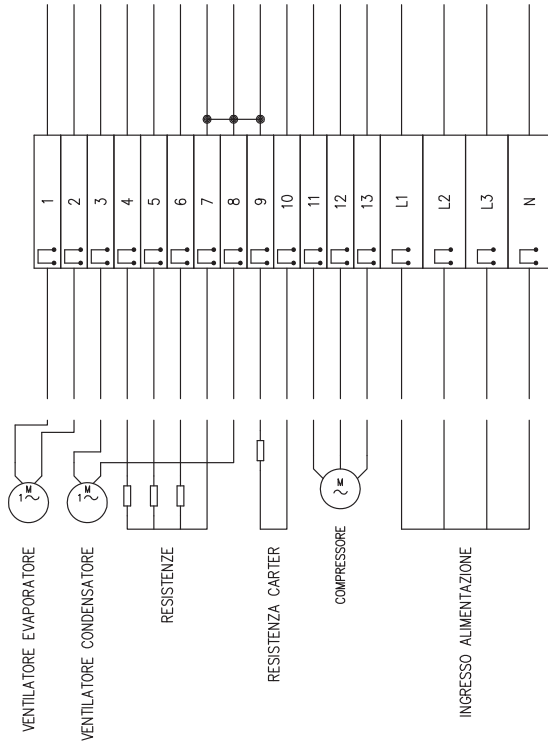 1
2
3
4
5
6
7
8
9
10
11
12
13
L1
L2
L3
N
M
1~
M
1~
M
~
VENTILATORE EVAPORATORE
VENTILATORE CONDENSATORE
RESISTENZE
RESISTENZA CARTER
COMPRESSORE
INGRESSO ALIMENTAZIONE